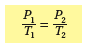 P₁/T₁ = P₂/T₂